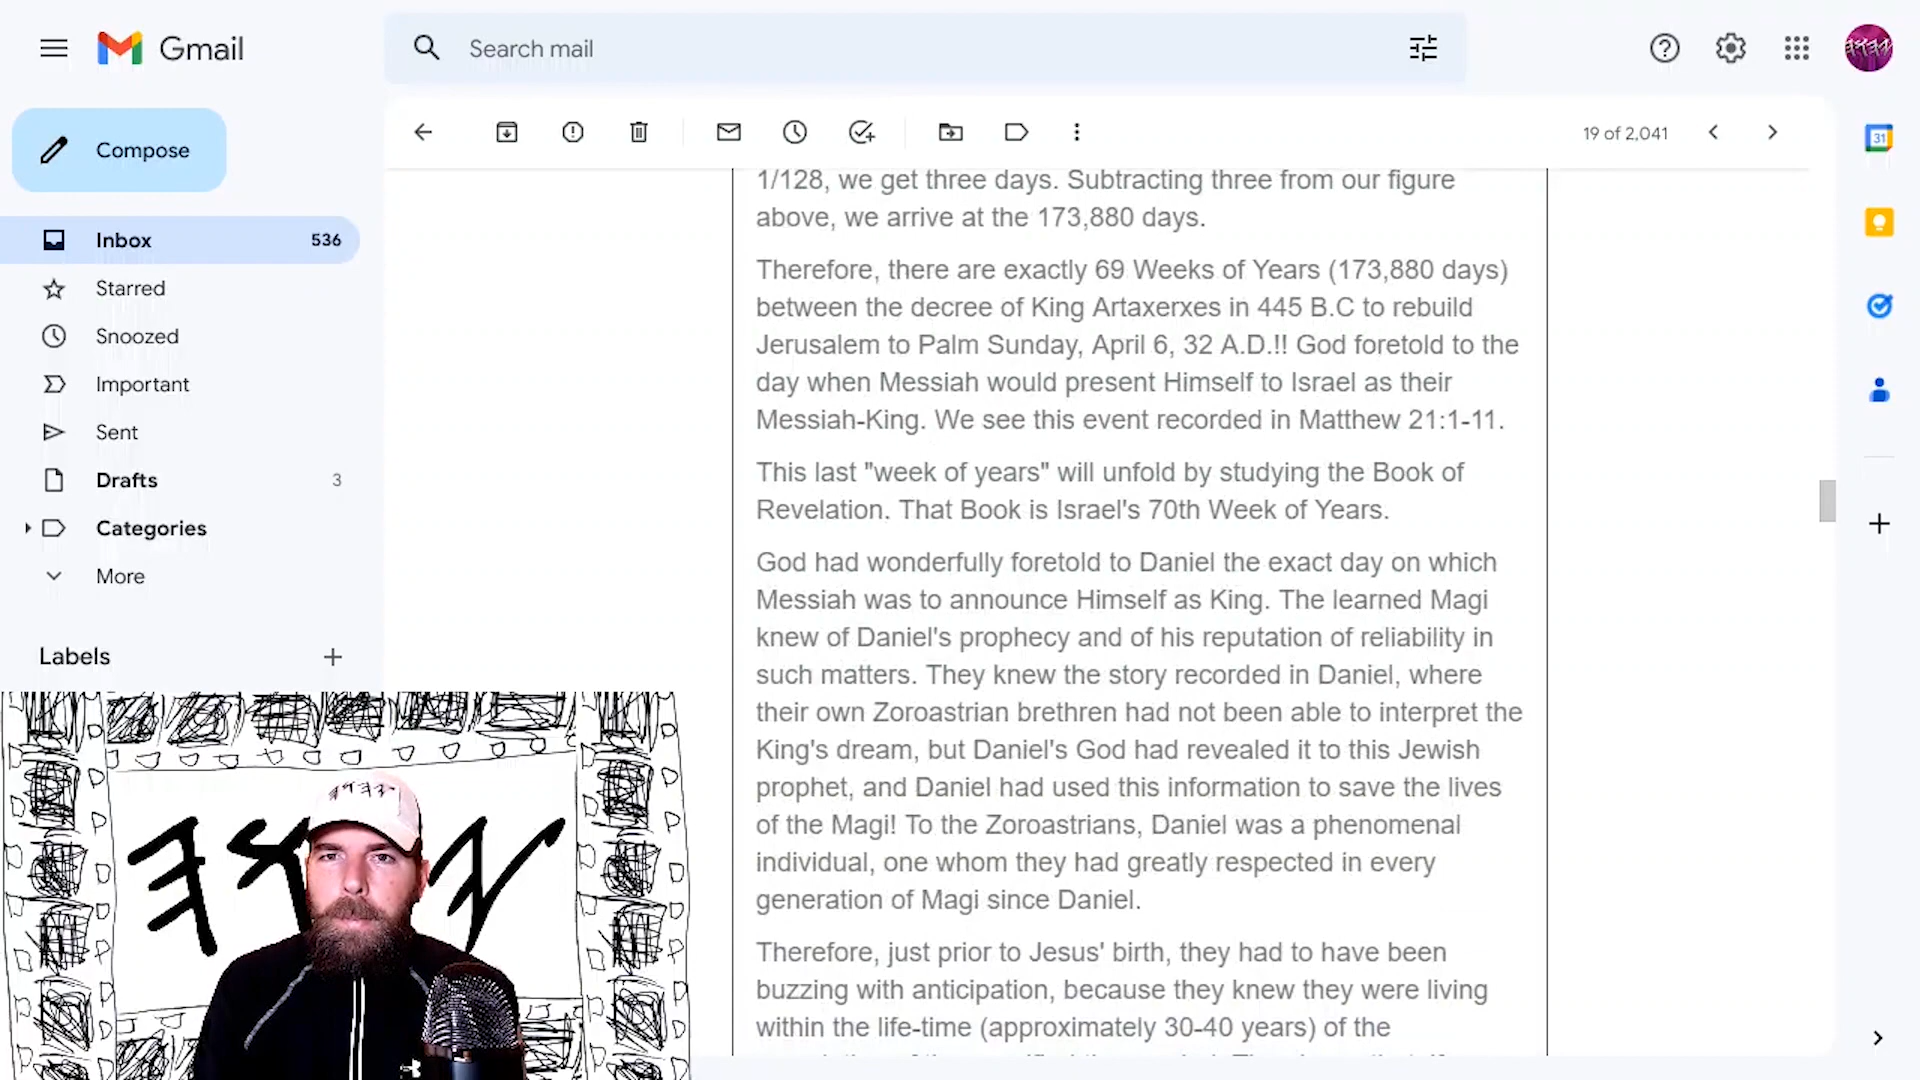 Gmail
Search mail
Compose
19 of 2,041
31
Inbox 536
Starred
Snoozed
Important
Sent
Drafts 3
Categories
More
Labels
1/128, we get three days. Subtracting three from our figure
above, we arrive at the 173,880 days.
Therefore, there are exactly 69 Weeks of Years (173,880 days)
between the decree of King Artaxerxes in 445 B.C to rebuild
Jerusalem to Palm Sunday, April 6, 32 A.D.!! God foretold to the
day when Messiah would present Himself to Israel as their
Messiah-King. We see this event recorded in Matthew 21:1-11.
This last "week of years" will unfold by studying the Book of
Revelation. That Book is Israel's 70th Week of Years.
God had wonderfully foretold to Daniel the exact day on which
Messiah was to announce Himself as King. The learned Magi
knew of Daniel's prophecy and of his reputation of reliability in
such matters. They knew the story recorded in Daniel, where
their own Zoroastrian brethren had not been able to interpret the
King's dream, but Daniel's God had revealed it to this Jewish
prophet, and Daniel had used this information to save the lives
of the Magi! To the Zoroastrians, Daniel was a phenomenal
individual, one whom they had greatly respected in every
generation of Magi since Daniel.
Therefore, just prior to Jesus' birth, they had to have been
buzzing with anticipation, because they knew they were living
within the life-time (approximately 30-40 years) of the